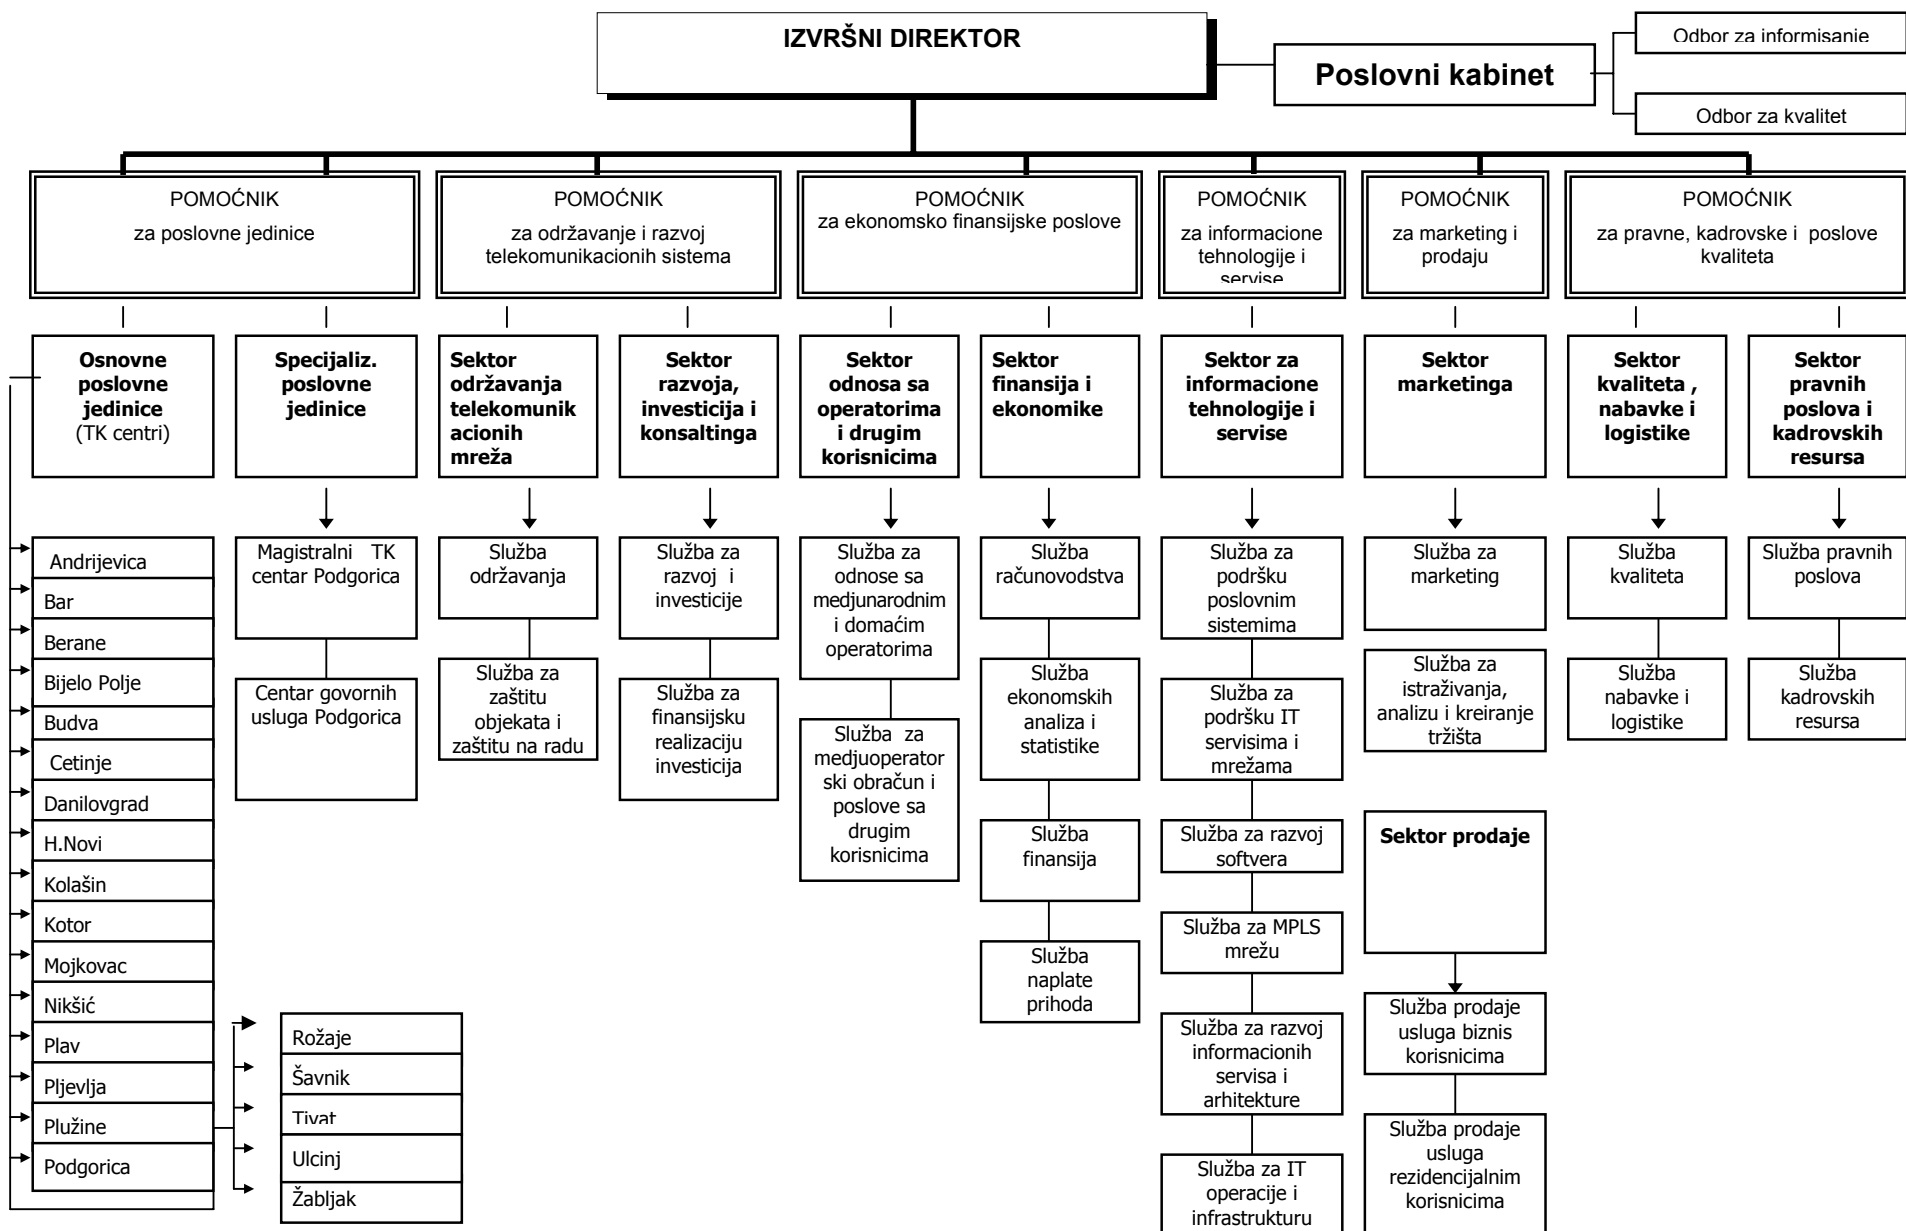 IZVRŠNI DIREKTOR
Poslovni kabinet
Odbor za informisanje
Odbor za kvalitet
POMOĆNIK
za poslovne jedinice
POMOĆNIK
za održavanje i razvoj
telekomunikacionih sistema
POMOĆNIK
za ekonomsko finansijske poslove
POMOĆNIK
za informacione
tehnologije i
servise
POMOĆNIK
za marketing i
prodaju
POMOĆNIK
za pravne, kadrovske i poslove
kvaliteta
Osnovne
poslovne
jedinice
(TK centri)
Specijaliz.
poslovne
jedinice
Sektor
održavanja
telekomunik
acionih
mreža
Sektor
razvoja,
investicija i
konsaltinga
Sektor
odnosa sa
operatorima
i drugim
korisnicima
Sektor
finansija i
ekonomike
Sektor za
informacione
tehnologije i
servise
Sektor
marketinga
Sektor
kvaliteta ,
nabavke i
logistike
Sektor
pravnih
poslova i
kadrovskih
resursa
Andrijevica
Bar
Berane
Bijelo Polje
Budva
Cetinje
Danilovgrad
H.Novi
Kolašin
Kotor
Mojkovac
Nikšić
Plav
Pljevlja
Plužine
Podgorica
Rožaje
Šavnik
Tivat
Ulcinj
Žabljak
Magistralni TK
centar Podgorica
Centar govornih
usluga Podgorica
Služba
održavanja
Služba za
zaštitu
objekata i
zaštitu na radu
Služba za
razvoj i
investicije
Služba za
finansijsku
realizaciju
investicija
Služba za
odnose sa
medjunarodnim
i domaćim
operatorima
Služba za
medjuoperator
ski obračun i
poslove sa
drugim
korisnicima
Služba
računovodstva
Služba
ekonomskih
analiza i
statistike
Služba
finansija
Služba
naplate
prihoda
Služba za
podršku
poslovnim
sistemima
Služba za
podršku IT
servisima i
mrežama
Služba za razvoj
softvera
Služba za MPLS
mrežu
Služba za razvoj
informacionih
servisa i
arhitekture
Služba za IT
operacije i
infrastrukturu
Služba za
marketing
Služba za
istraživanja,
analizu i kreiranje
tržišta
Sektor prodaje
Služba prodaje
usluga biznis
korisnicima
Služba prodaje
usluga
rezidencijalnim
korisnicima
Služba
kvaliteta
Služba
nabavke i
logistike
Služba pravnih
poslova
Služba
kadrovskih
resursa